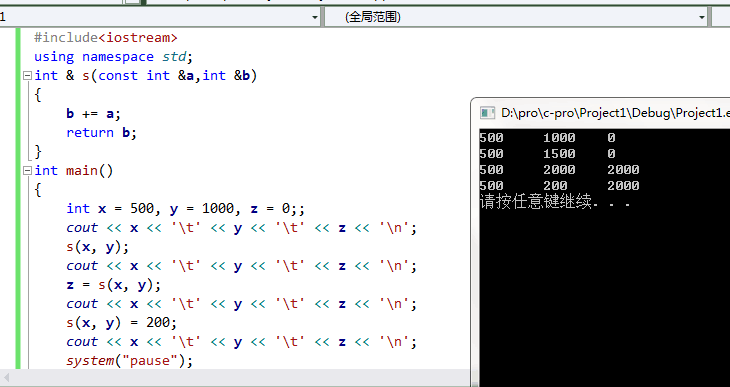 1
(全局范围)
#include<iostream>
using namespace std;
int & s(const int &a,int &b)
{
b += a;
return b;
}
int main()
{
int x = 500, y = 1000, z = 0;;
cout << x << '\t' << y << '\t' << z << '\n';
s(x, y);
cout << x << '\t' << y << '\t' << z << '\n';
z = s(x, y);
cout << x << '\t' << y << '\t' << z << '\n';
s(x, y) = 200;
cout << x << '\t' << y << '\t' << z << '\n';
system("pause");
D:\pro\c-pro\Project1\Debug\Project1.e
500 1000 0
500 1500 0
500 2000 2000
500 200 2000
请按任意键继续. . .